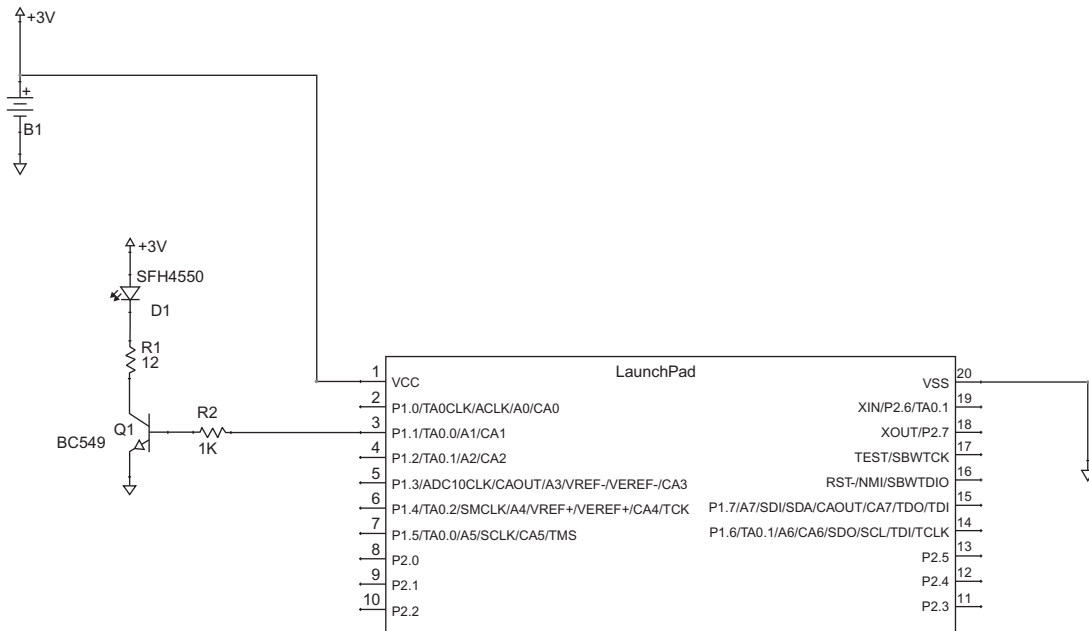 +3V
+
B1
+3V
SFH4550
D1
R1
12
Q1
BC549
R2
1K
LaunchPad
1
VCC
2
P1.0/TA0CLK/ACLK/A0/CA0
3
P1.1/TA0.0/A1/CA1
4
P1.2/TA0.1/A2/CA2
5
P1.3/ADC10CLK/CAOUT/A3/VREF-/VEREF-/CA3
6
P1.4/TA0.2/SMCLK/A4/VREF+/VEREF+/CA4/TCK
7
P1.5/TA0.0/A5/SCLK/CA5/TMS
8
P2.0
9
P2.1
10
P2.2
20
VSS
19
XIN/P2.6/TA0.1
18
XOUT/P2.7
17
TEST/SBWTCK
16
RST-/NMI/SBWTDIO
15
P1.7/A7/SDI/SDA/CAOUT/CA7/TDO/TDI
14
P1.6/TA0.1/A6/CA6/SDO/SCL/TDI/TCLK
13
P2.5
12
P2.4
11
P2.3